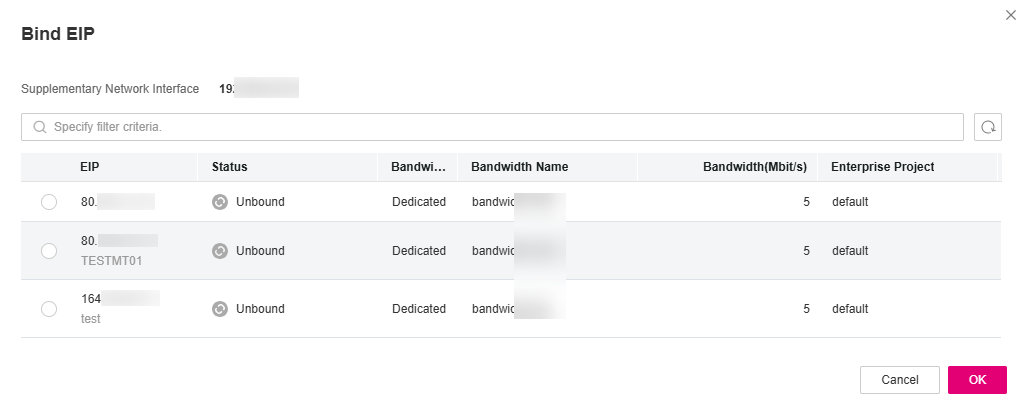 Bind EIP
Supplementary Network Interface 19
Specify filter criteria.
EIP Status Bandwi... Bandwidth Name Bandwidth(Mbit/s) Enterprise Project
80. Unbound Dedicated bandwid 5 default
80.
TESTMT01 Unbound Dedicated bandwid 5 default
164
test Unbound Dedicated bandwid 5 default
Cancel OK